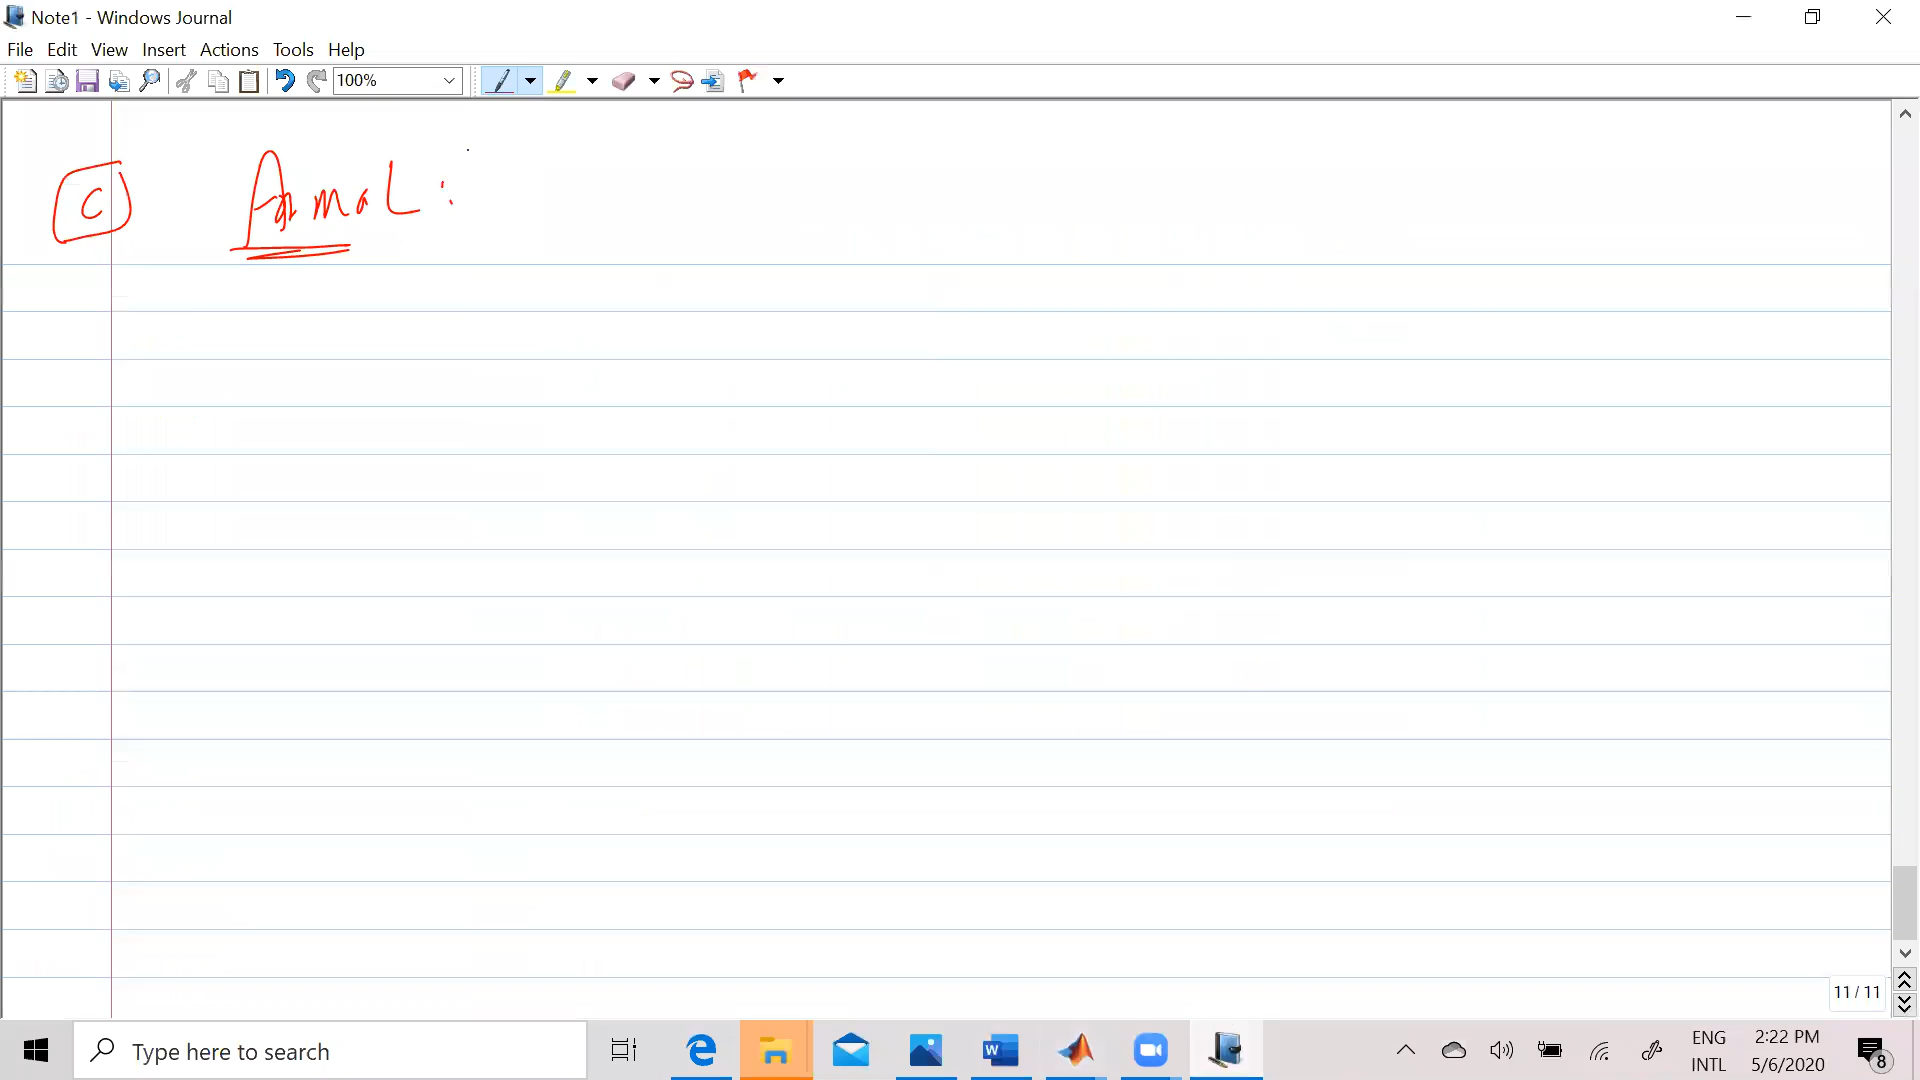 Note1 - Windows Journal
File Edit View Insert Actions Tools Help
100%
C
11 / 11
Type here to search
ENG
INTL
2:22 PM
5/6/2020
8